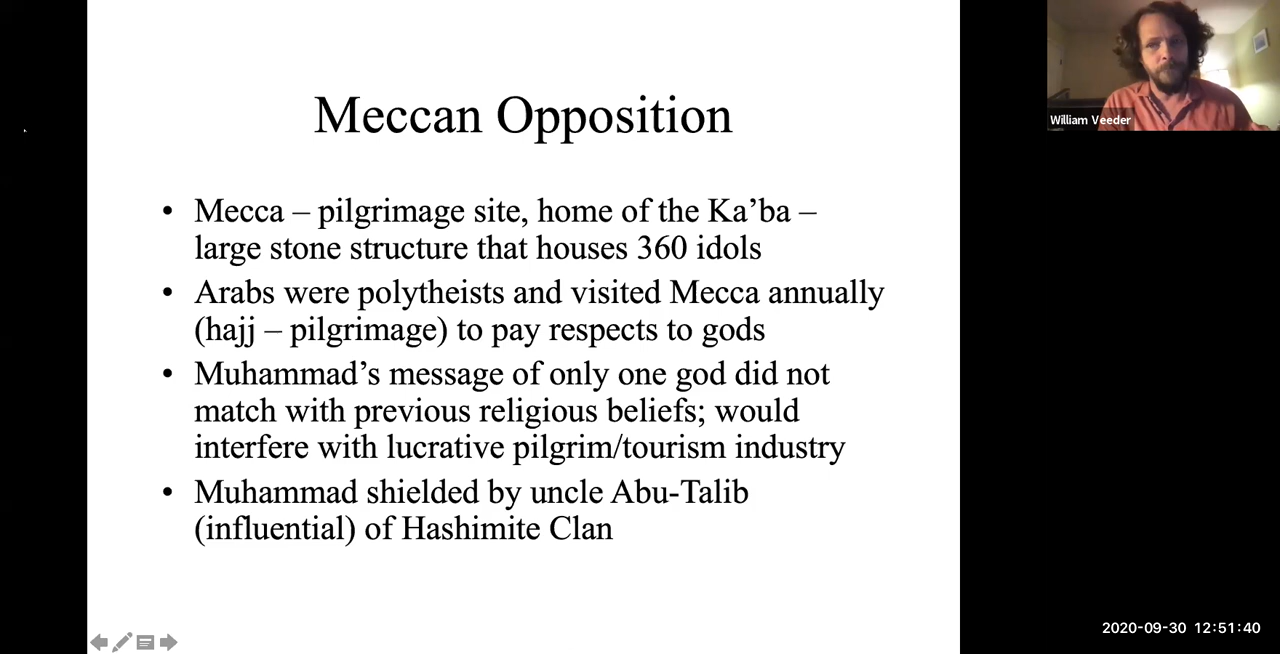 Meccan Opposition
• Mecca – pilgrimage site, home of the Ka’ba –
large stone structure that houses 360 idols
• Arabs were polytheists and visited Mecca annually
(hajj – pilgrimage) to pay respects to gods
• Muhammad’s message of only one god did not
match with previous religious beliefs; would
interfere with lucrative pilgrim/tourism industry
• Muhammad shielded by uncle Abu-Talib
(influential) of Hashimite Clan
William Veeder
2020-09-30 12:51:40